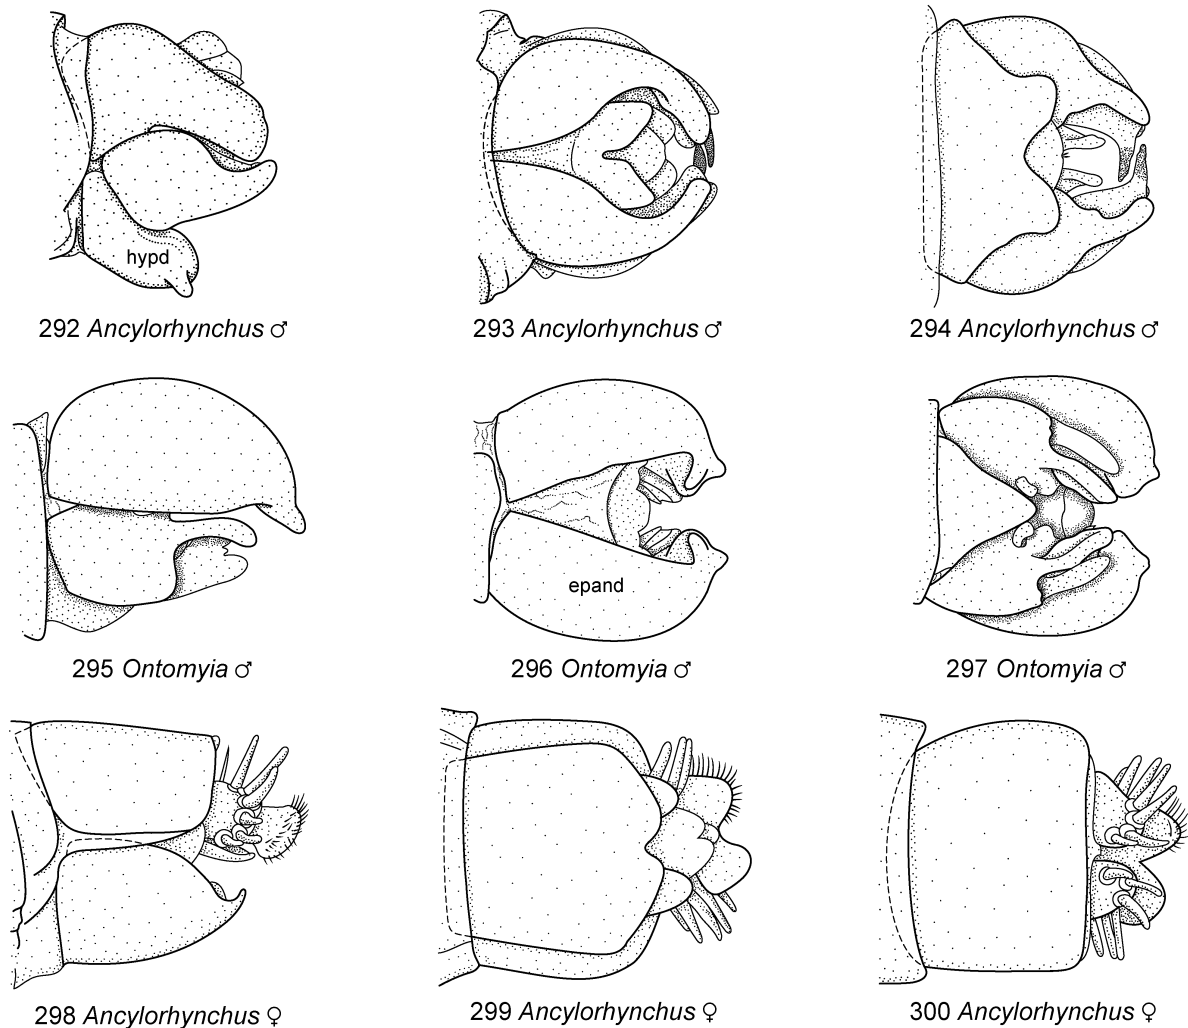 hypd
292 Ancylorhynchus ♂
293 Ancylorhynchus ♂
294 Ancylorhynchus ♂
epand
295 Ontomyia ♂
296 Ontomyia ♂
297 Ontomyia ♂
298 Ancylorhynchus ♀
299 Ancylorhynchus ♀
300 Ancylorhynchus ♀